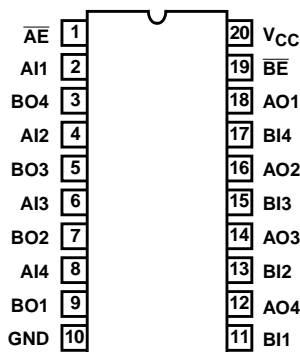 A̅E̅ 1 20 VCC
AI1 2 19 B̅E̅
BO4 3 18 AO1
AI2 4 17 BI4
BO3 5 16 AO2
AI3 6 15 BI3
BO2 7 14 AO3
AI4 8 13 BI2
BO1 9 12 AO4
GND 10 11 BI1